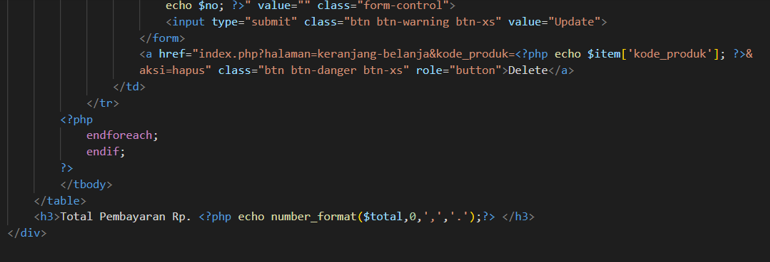 echo $no; ?>" value="" class="form-control">
<input type="submit" class="btn btn-warning btn-xs" value="Update">
</form>
<a href="index.php?halaman=keranjang-belanja&kode_produk=<?php echo $item['kode_produk']; ?>&
aksi=hapus" class="btn btn-danger btn-xs" role="button">Delete</a>
</td>
</tr>
<?php
endforeach;
endif;
?>
</tbody>
</table>
<h3>Total Pembayaran Rp. <?php echo number_format($total,0,',','.');?> </h3>
</div>